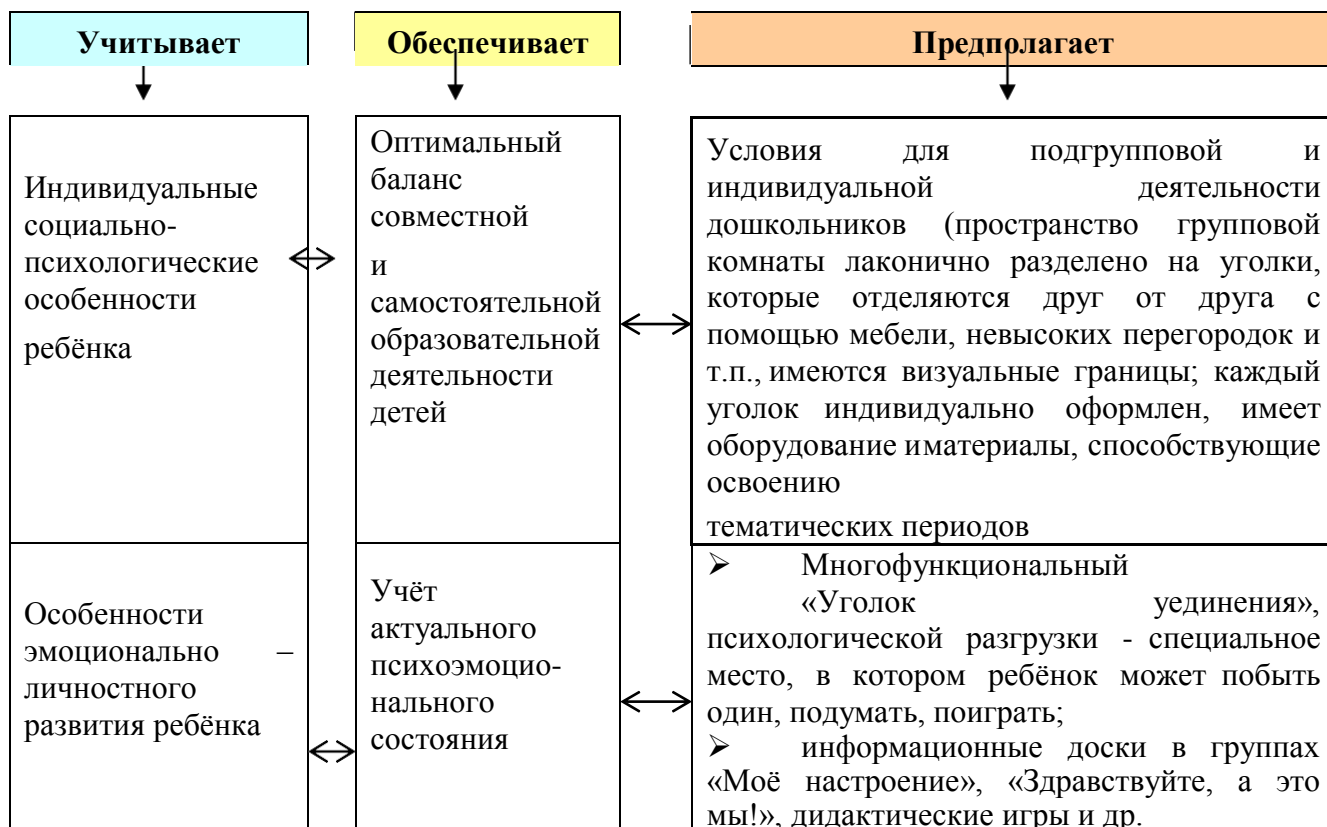 Учитывает
Обеспечивает
Предполагает
Индивидуальные
социально-
психологические
особенности
ребёнка
Оптимальный
баланс
совместной
и
самостоятельной
образовательной
деятельности
детей
Условия для подгрупповой и
индивидуальной деятельности
дошкольников (пространство групповой
комнаты лаконично разделено на уголки,
которые отделяются друг от друга с
помощью мебели, невысоких перегородок и
т.п., имеются визуальные границы; каждый
уголок индивидуально оформлен, имеет
оборудование иматериалы, способствующие
освоению
тематических периодов
Особенности
эмоционально –
личностного
развития ребёнка
Учёт
актуального
психоэмоцио-
нального
состояния
➢ Многофункциональный
«Уголок уединения»,
психологической разгрузки - специальное
место, в котором ребёнок может побыть
один, подумать, поиграть;
➢ информационные доски в группах
«Моё настроение», «Здравствуйте, а это
мы!», дидактические игры и др.